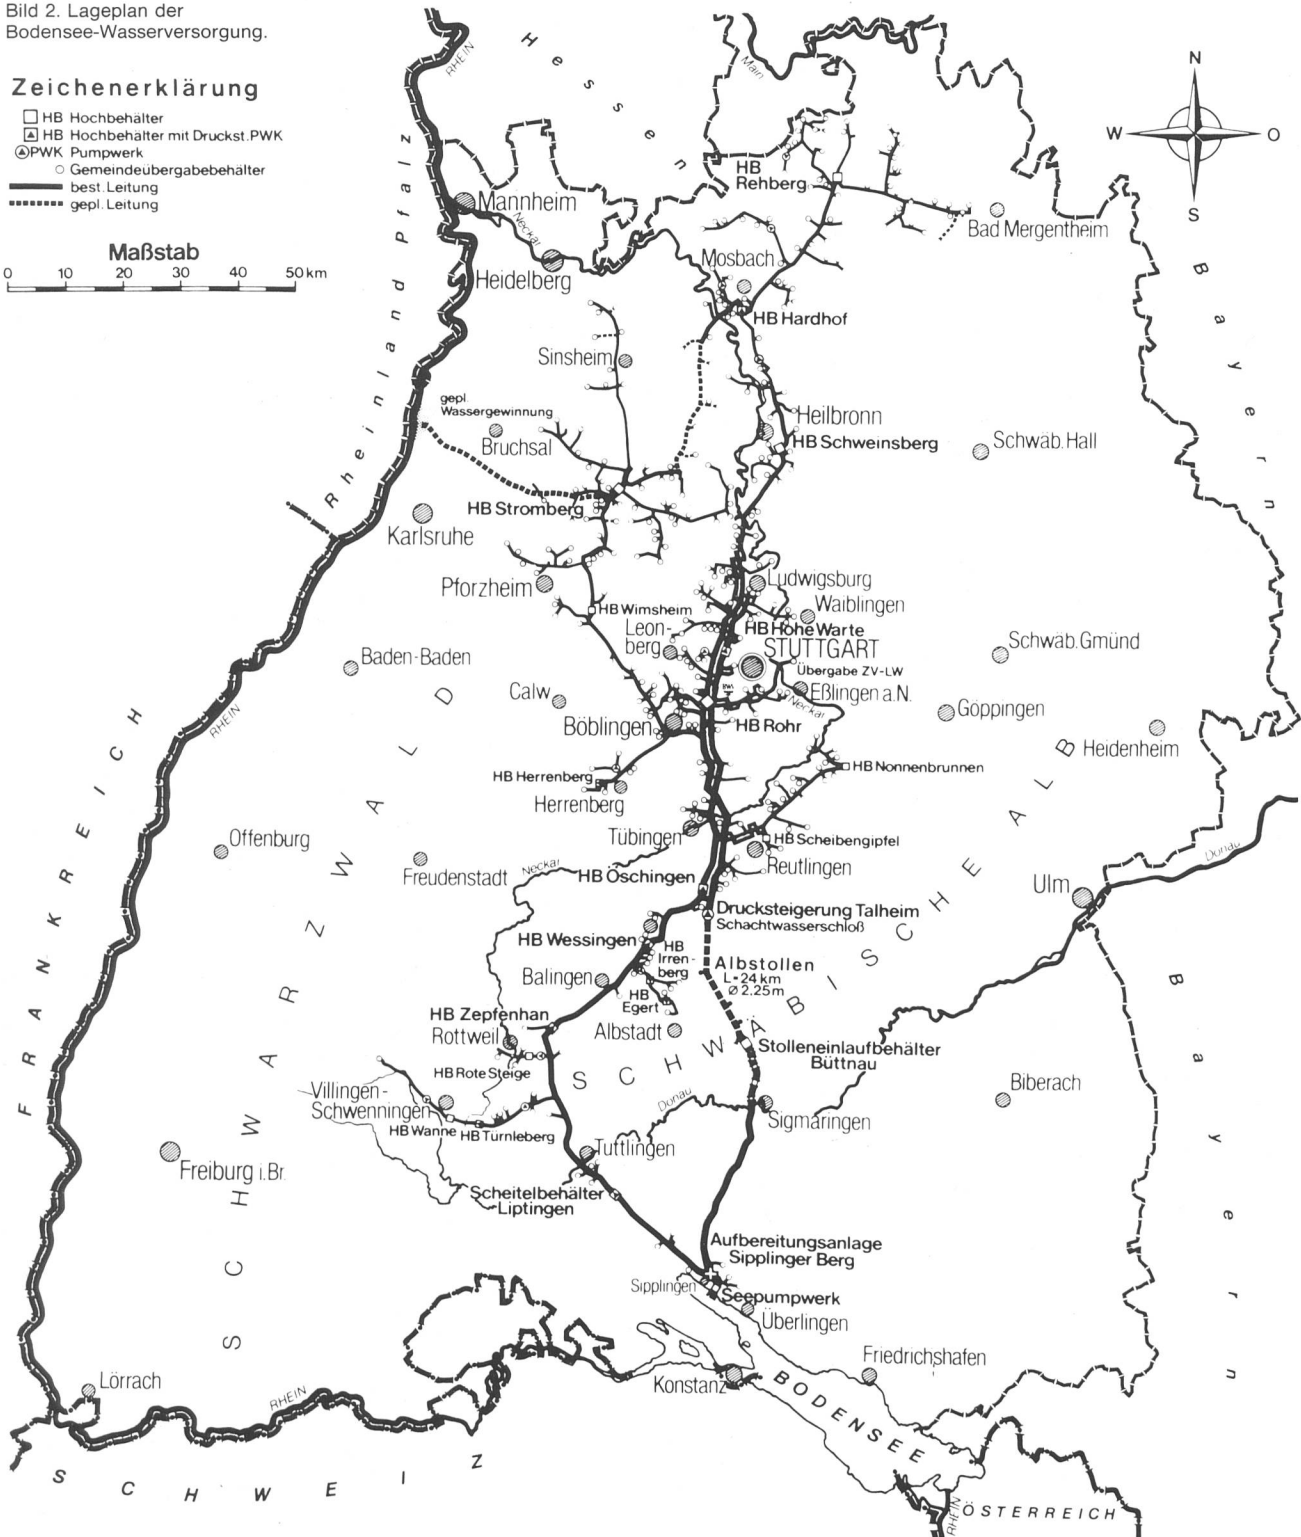 Bild 2. Lageplan der
Bodensee-Wasserversorgung.
Zeichenerklärung
HB Hochbehälter
HB Hochbehälter mit Druckst.PWK
PWK Pumpwerk
Gemeindeübergabebehälter
best. Leitung
gepl. Leitung
Maßstab
0 10 20 30 40 50 km
N
W O
S
RHEIN
Hessen
Main
Rheinland Pfalz
HB
Rehberg
Mannheim
Neckar
Bad Mergentheim
Mosbach
Heidelberg
HB Hardhof
Bayern
Sinsheim
gepl.
Wassergewinnung
Heilbronn
Bruchsal
HB Schweinsberg
Schwäb. Hall
HB Stromberg
Karlsruhe
Pforzheim
Ludwigsburg
HB Wimsheim
Waiblingen
Leon-
berg
HB Hohe Warte
STUTTGART
Schwäb. Gmünd
Baden-Baden
Übergabe ZV-LW
Calw
Eßlingen a.N.
Neckar
Göppingen
RHEIN
Böblingen
HB Rohr
Heidenheim
FRANKREICH
SCHWARZWALD
HB Herrenberg
HB Nonnenbrunnen
Herrenberg
Offenburg
Tübingen
HB Scheibengipfel
Freudenstadt
Neckar
HB Öschingen
Reutlingen
Donau
Ulm
Drucksteigerung Talheim
Schachtwasserschloß
HB Wessingen
HB
Irren-
berg
Albstollen
L=24 km
Ø 2.25m
Balingen
HB
Egert
HB Zepfenhan
Rottweil
Albstadt
SCHWÄBISCHE ALB
Stolleneinlaufbehälter
Büttnau
HB Rote Steige
Villingen-
Schwenningen
Donau
Biberach
HB Wanne
HB Türnleberg
Sigmaringen
Bayern
Freiburg i.Br.
Tuttlingen
Scheitelbehälter
Liptingen
Aufbereitungsanlage
Sipplinger Berg
Sipplingen
Seepumpwerk
Überlingen
Friedrichshafen
Lörrach
Konstanz
RHEIN
BODENSEE
SCHWEIZ
RHEIN
ÖSTERREICH